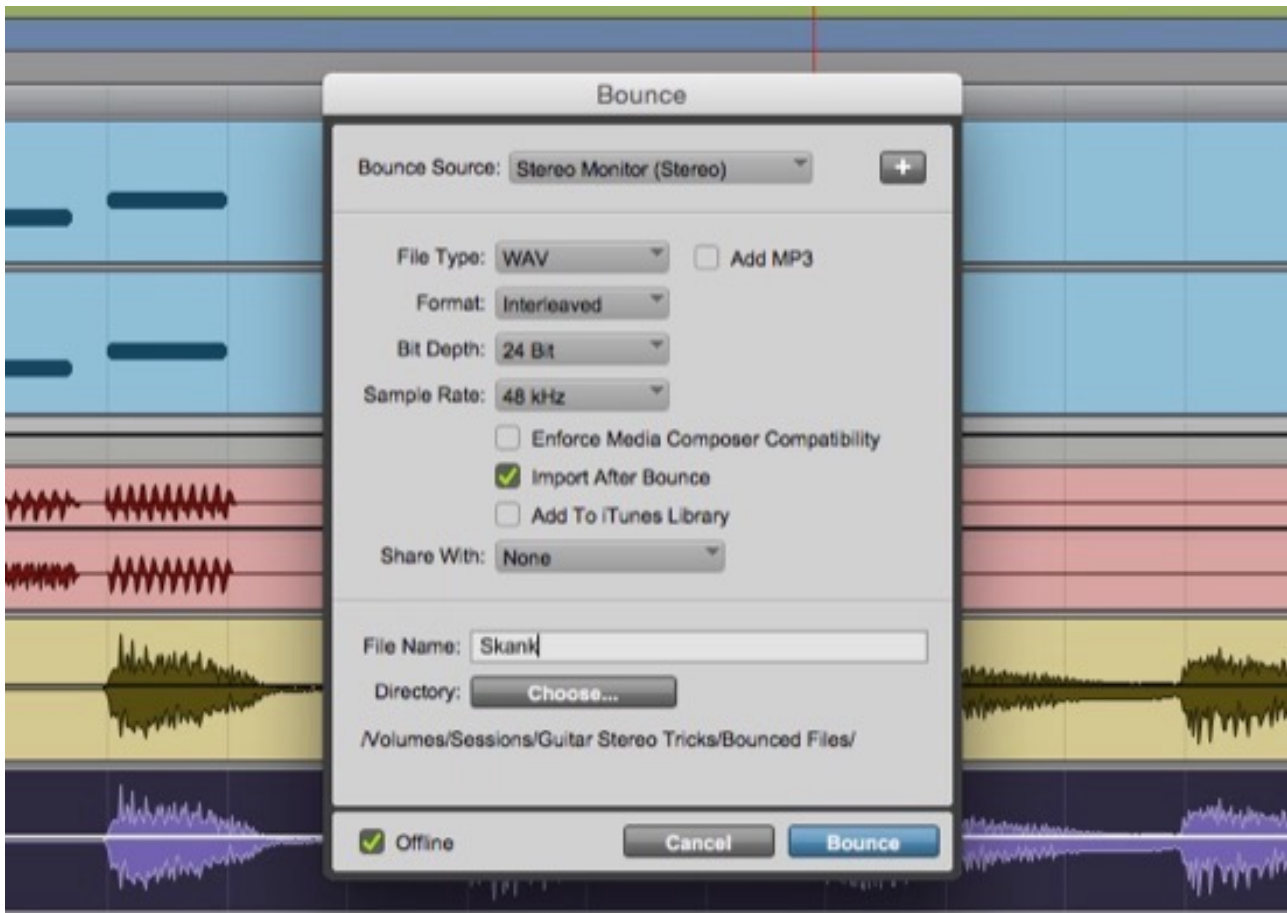 Bounce
Bounce Source: Stereo Monitor (Stereo) +
File Type: WAV Add MP3
Format: Interleaved
Bit Depth: 24 Bit
Sample Rate: 48 kHz
Enforce Media Composer Compatibility
Import After Bounce
Add To iTunes Library
Share With: None
File Name: Skank
Directory: Choose...
/Volumes/Sessions/Guitar Stereo Tricks/Bounced Files/
Offline Cancel Bounce